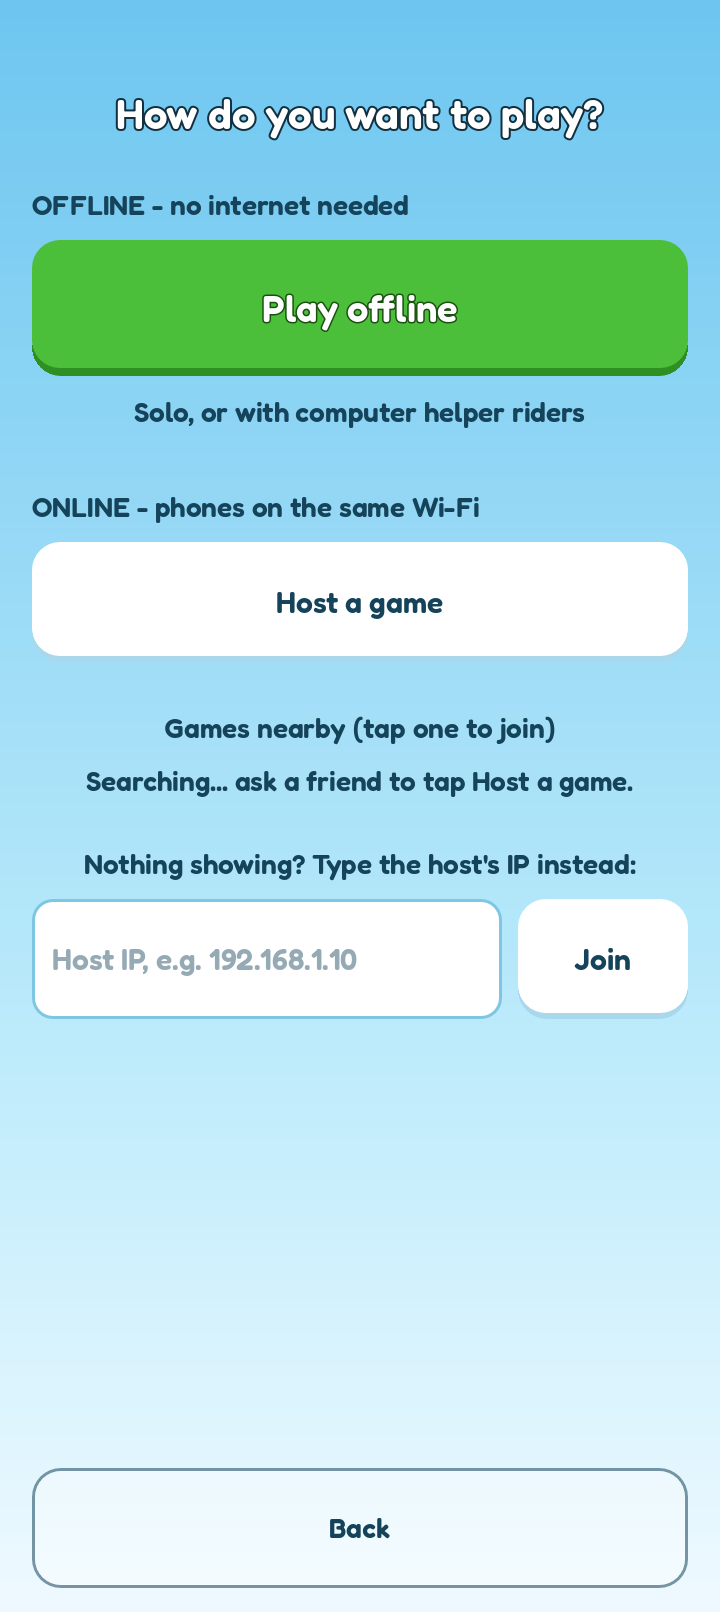 How do you want to play?
OFFLINE - no internet needed
Play offline
Solo, or with computer helper riders
ONLINE - phones on the same Wi-Fi
Host a game
Games nearby (tap one to join)
Searching... ask a friend to tap Host a game.
Nothing showing? Type the host's IP instead:
Host IP, e.g. 192.168.1.10
Join
Back